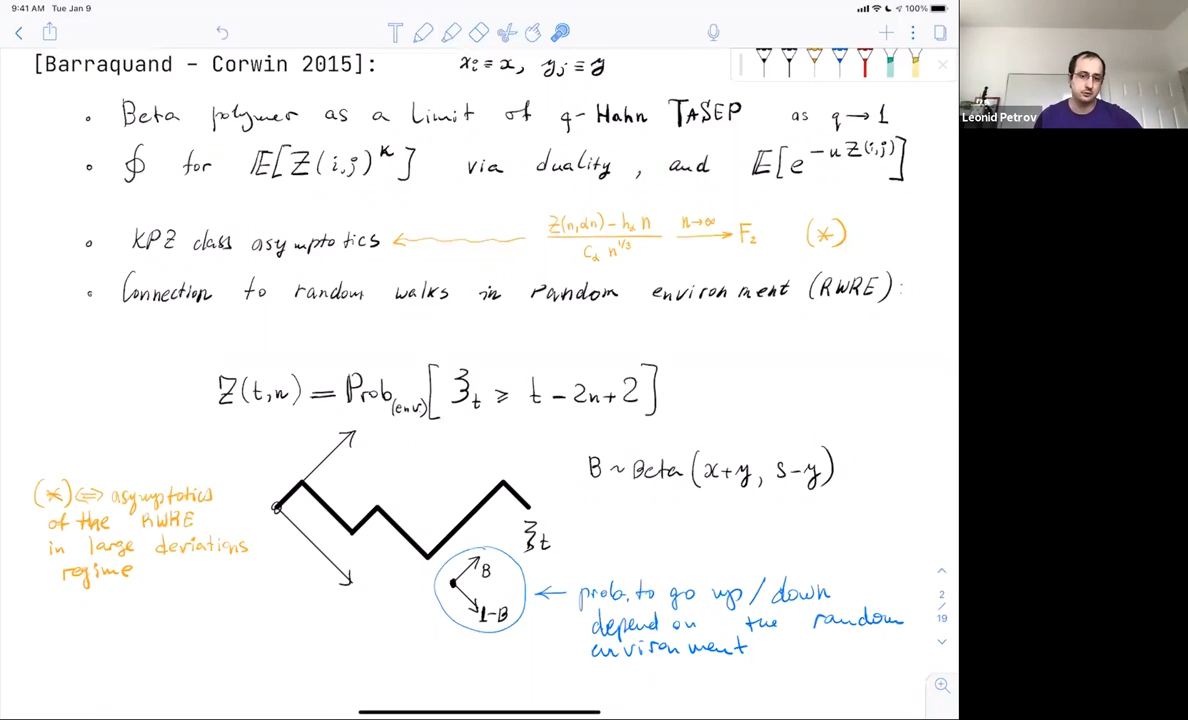 9:41 AM Tue Jan 9
100%
[Barraquand - Corwin 2015]: xᵢ ≡ x, yⱼ ≡ y
Leonid Petrov
• Beta polymer as a limit of q-Hahn TASEP as q → 1
• ∮ for E[Z(i,j)^k] via duality, and E[e^{-uZ(i,j)}]
• KPZ class asymptotics ← (Z(n,αn) - h_α n) / (c_α n^{1/3}) —n→∞→ F₂ (*)
• Connection to random walks in random environment (RWRE):
Z(t,n) = Prob_(env)[ξ_t ≥ t - 2n + 2]
B ~ Beta(x+y, s-y)
(*) ⇔ asymptotics
of the RWRE
in large deviations
regime
ξ_t
B
1-B
← prob. to go up/down
depend on the random
environment
2
/
19